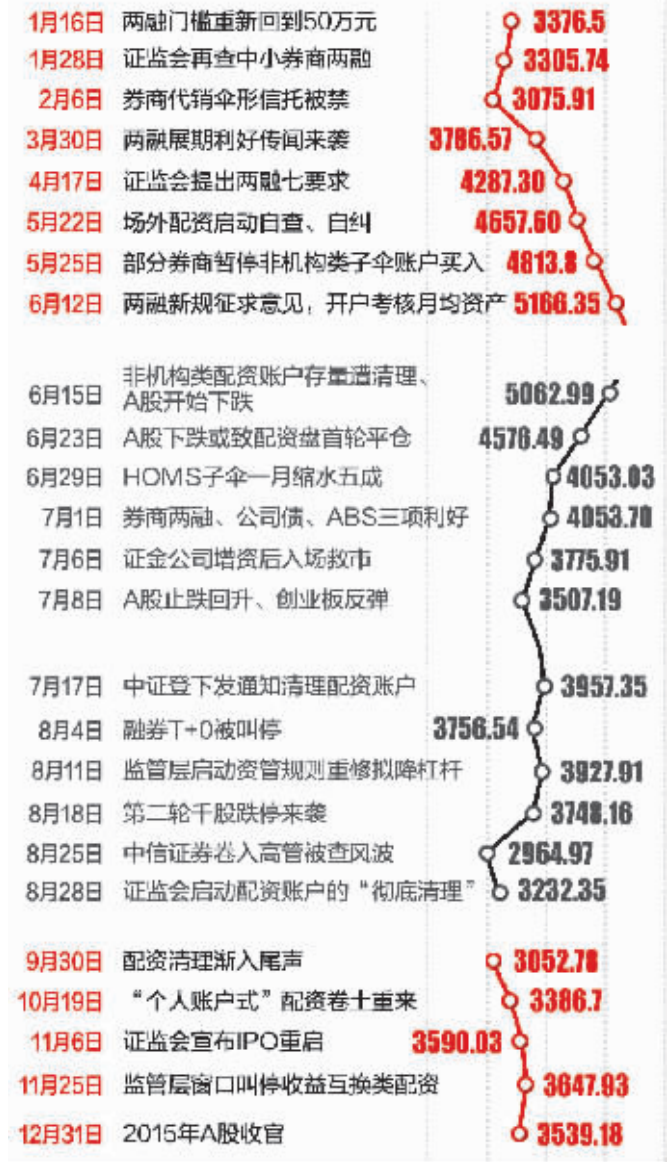 1月16日 两融门槛重新回到50万元 3376.5
1月28日 证监会再查中小券商两融 3305.74
2月6日 券商代销伞形信托被禁 3075.91
3月30日 两融展期利好传闻来袭 3786.57
4月17日 证监会提出两融七要求 4287.30
5月22日 场外配资启动自查、自纠 4657.60
5月25日 部分券商暂停非机构类子伞账户买入 4813.8
6月12日 两融新规征求意见，开户考核月均资产 5166.35
6月15日 非机构类配资账户存量遭清理、
A股开始下跌 5062.99
6月23日 A股下跌或致配资盘首轮平仓 4576.49
6月29日 HOMS子伞一月缩水五成 4053.03
7月1日 券商两融、公司债、ABS三项利好 4053.70
7月6日 证金公司增资后入场救市 3775.91
7月8日 A股止跌回升、创业板反弹 3507.19
7月17日 中证登下发通知清理配资账户 3957.35
8月4日 融券T+0被叫停 3756.54
8月11日 监管层启动资管规则重修拟降杠杆 3927.91
8月18日 第二轮千股跌停来袭 3748.16
8月25日 中信证券卷入高管被查风波 2964.97
8月28日 证监会启动配资账户的“彻底清理” 3232.35
9月30日 配资清理渐入尾声 3052.78
10月19日 “个人账户式”配资卷土重来 3386.7
11月6日 证监会宣布IPO重启 3590.03
11月25日 监管层窗口叫停收益互换类配资 3647.93
12月31日 2015年A股收官 3539.18